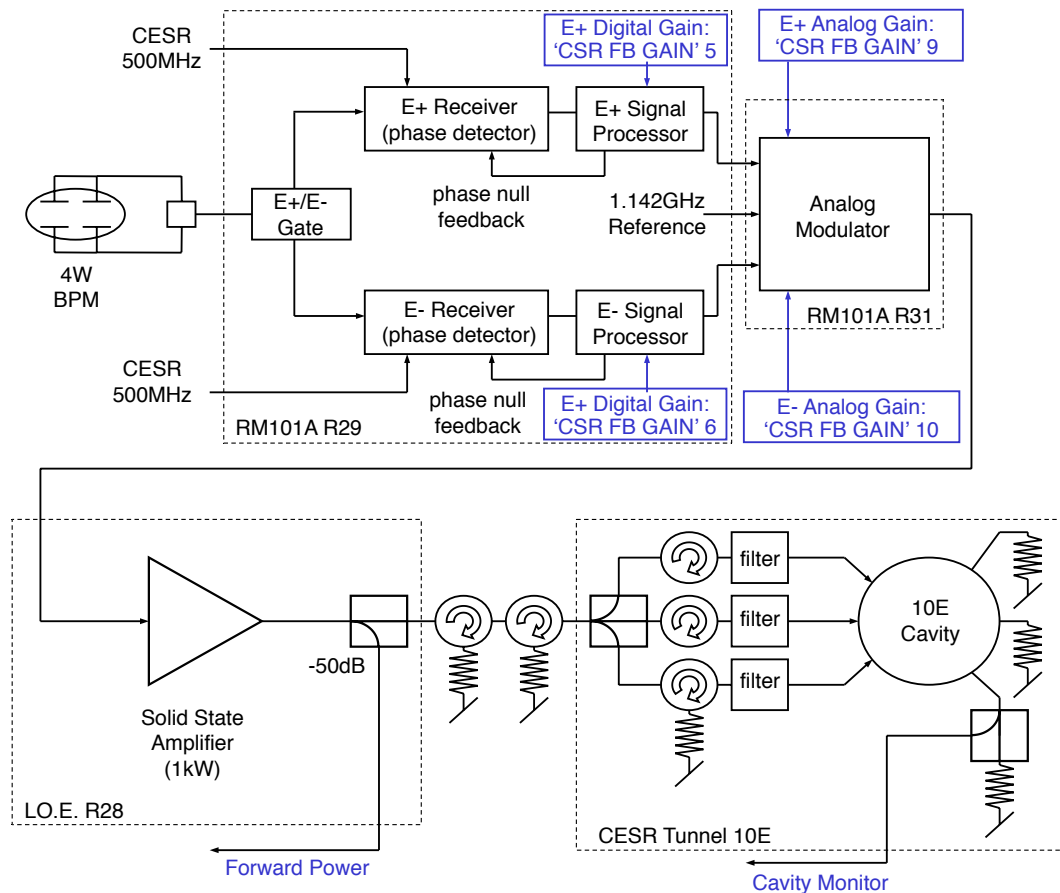 CESR
500MHz
E+ Digital Gain:
‘CSR FB GAIN’ 5
E+ Analog Gain:
‘CSR FB GAIN’ 9
E+ Receiver
(phase detector)
E+ Signal
Processor
phase null
feedback
E+/E-
Gate
1.142GHz
Reference
Analog
Modulator
4W
BPM
E- Receiver
(phase detector)
E- Signal
Processor
RM101A R31
CESR
500MHz
phase null
feedback
RM101A R29
E+ Digital Gain:
‘CSR FB GAIN’ 6
E- Analog Gain:
‘CSR FB GAIN’ 10
filter
filter
filter
10E
Cavity
-50dB
Solid State
Amplifier
(1kW)
LO.E. R28
CESR Tunnel 10E
Forward Power
Cavity Monitor